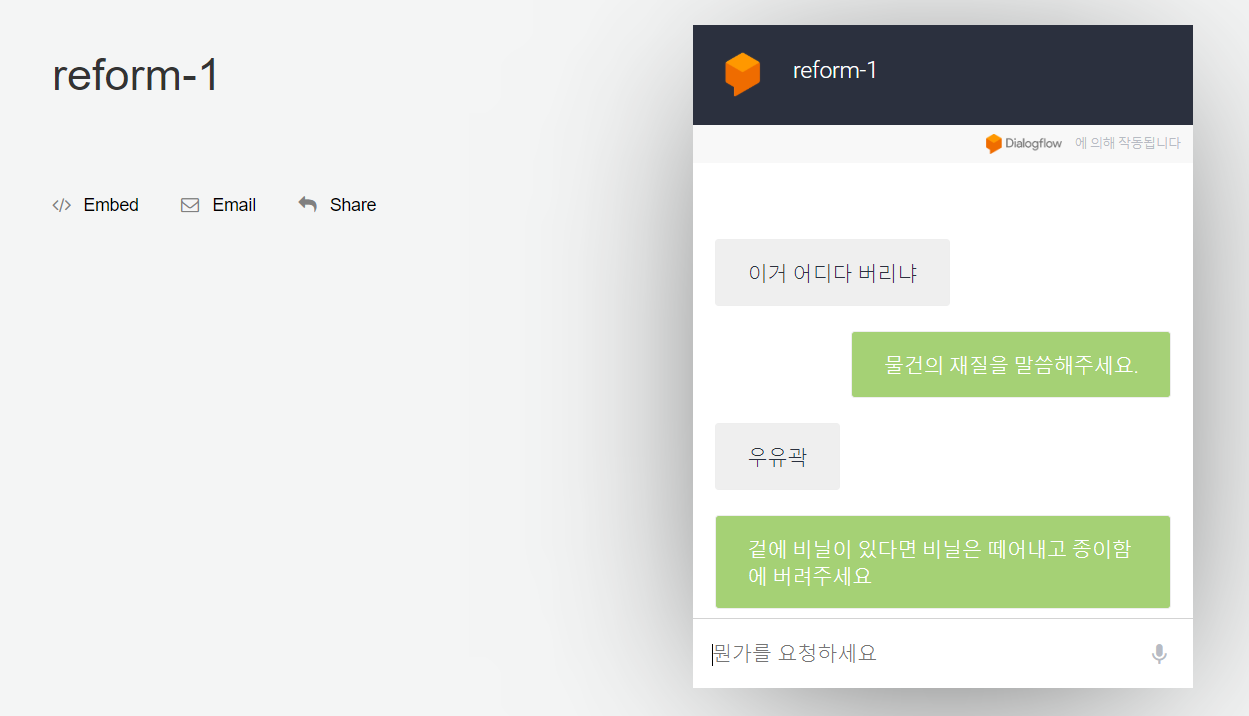 reform-1
Embed
Email
Share
reform-1
Dialogflow 에 의해 작동됩니다
이거 어디다 버리냐
물건의 재질을 말씀해주세요.
우유곽
겉에 비닐이 있다면 비닐은 떼어내고 종이함
에 버려주세요
뭔가를 요청하세요